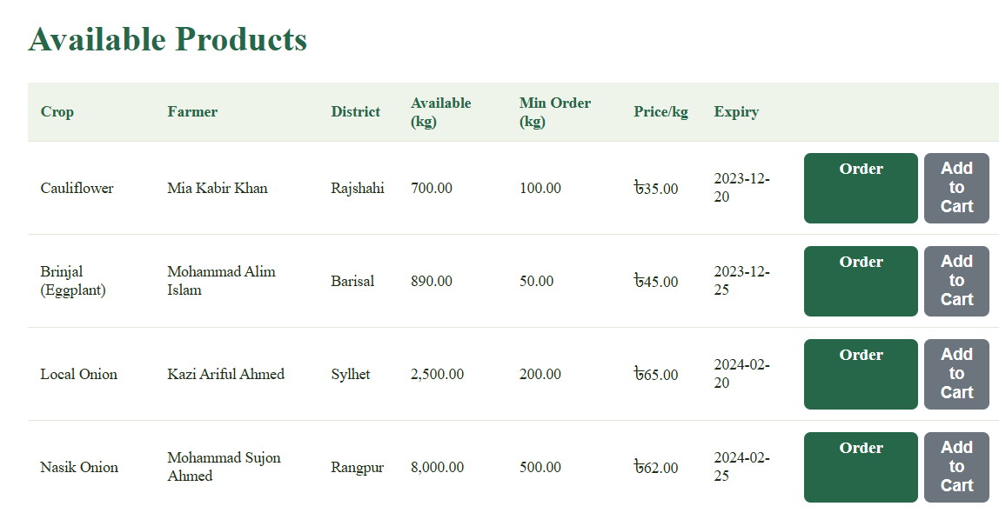 Available Products
Crop Farmer District Available (kg) Min Order (kg) Price/kg Expiry
Cauliflower Mia Kabir Khan Rajshahi 700.00 100.00 ৳35.00 2023-12-20 Order Add to Cart
Brinjal (Eggplant) Mohammad Alim Islam Barisal 890.00 50.00 ৳45.00 2023-12-25 Order Add to Cart
Local Onion Kazi Ariful Ahmed Sylhet 2,500.00 200.00 ৳65.00 2024-02-20 Order Add to Cart
Nasik Onion Mohammad Sujon Ahmed Rangpur 8,000.00 500.00 ৳62.00 2024-02-25 Order Add to Cart